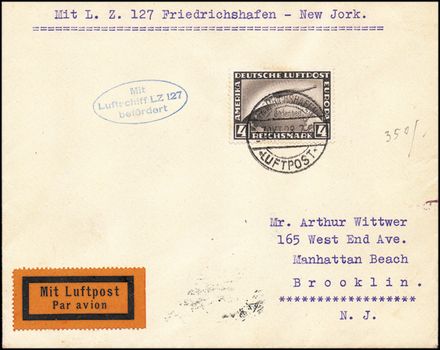 Mit L. Z. 127 Friedrichshafen - New Jork.
Mit
Luftschiff LZ 127
befördert
DEUTSCHE LUFTPOST
AMERIKA
EUROPA
4
4
REICHSMARK
LUFTPOST
350/-
Mr. Arthur Wittwer
165 West End Ave.
Manhattan Beach
Brooklin.
******************
N. J.
Mit Luftpost
Par avion